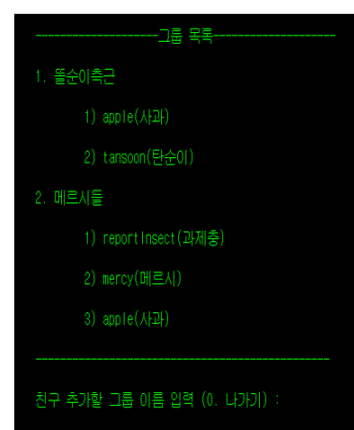 --------------------그룹 목록--------------------
1. 똘순이측근
1) apple(사과)
2) tansoon(탄순이)
2. 메르시들
1) reportInsect(과제충)
2) mercy(메르시)
3) apple(사과)
------------------------------------------------
친구 추가할 그룹 이름 입력 (0. 나가기) :